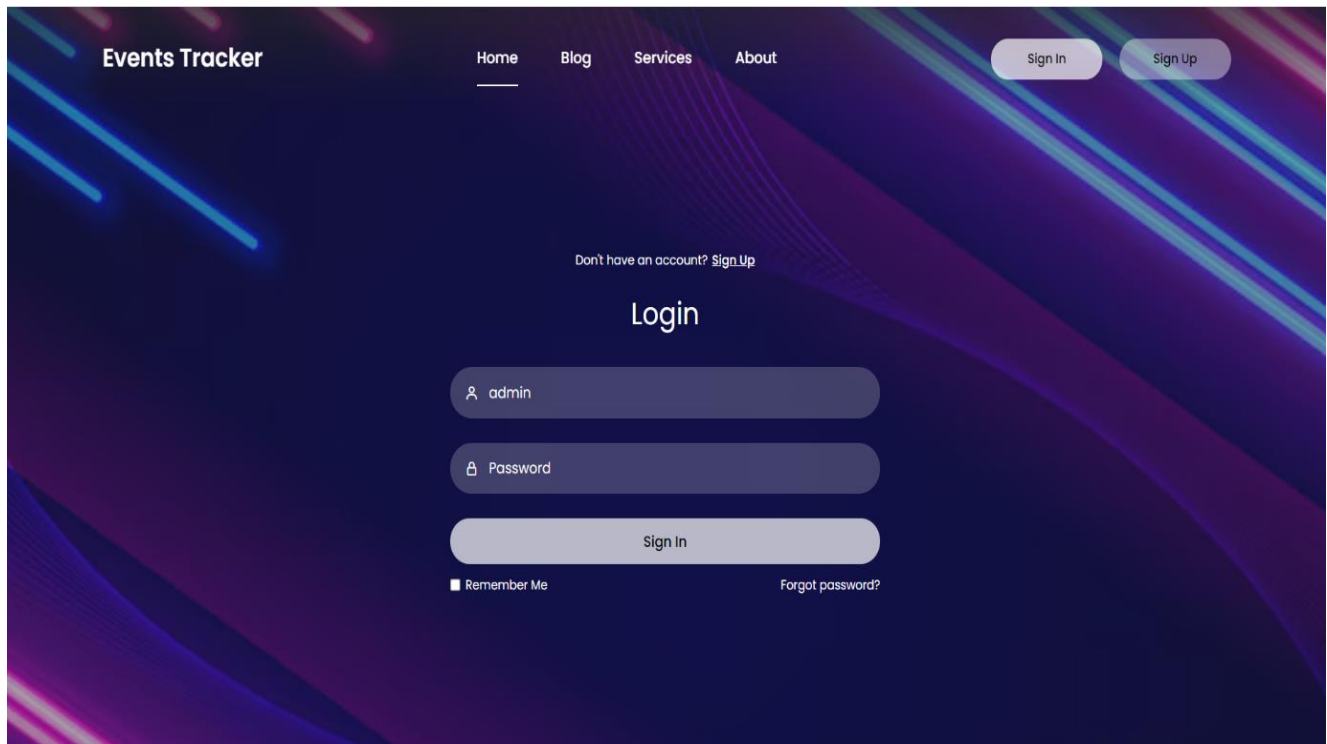 Events Tracker Home Blog Services About Sign In Sign Up
Don't have an account? Sign Up
Login
admin
Password
Sign In
Remember Me Forgot password?